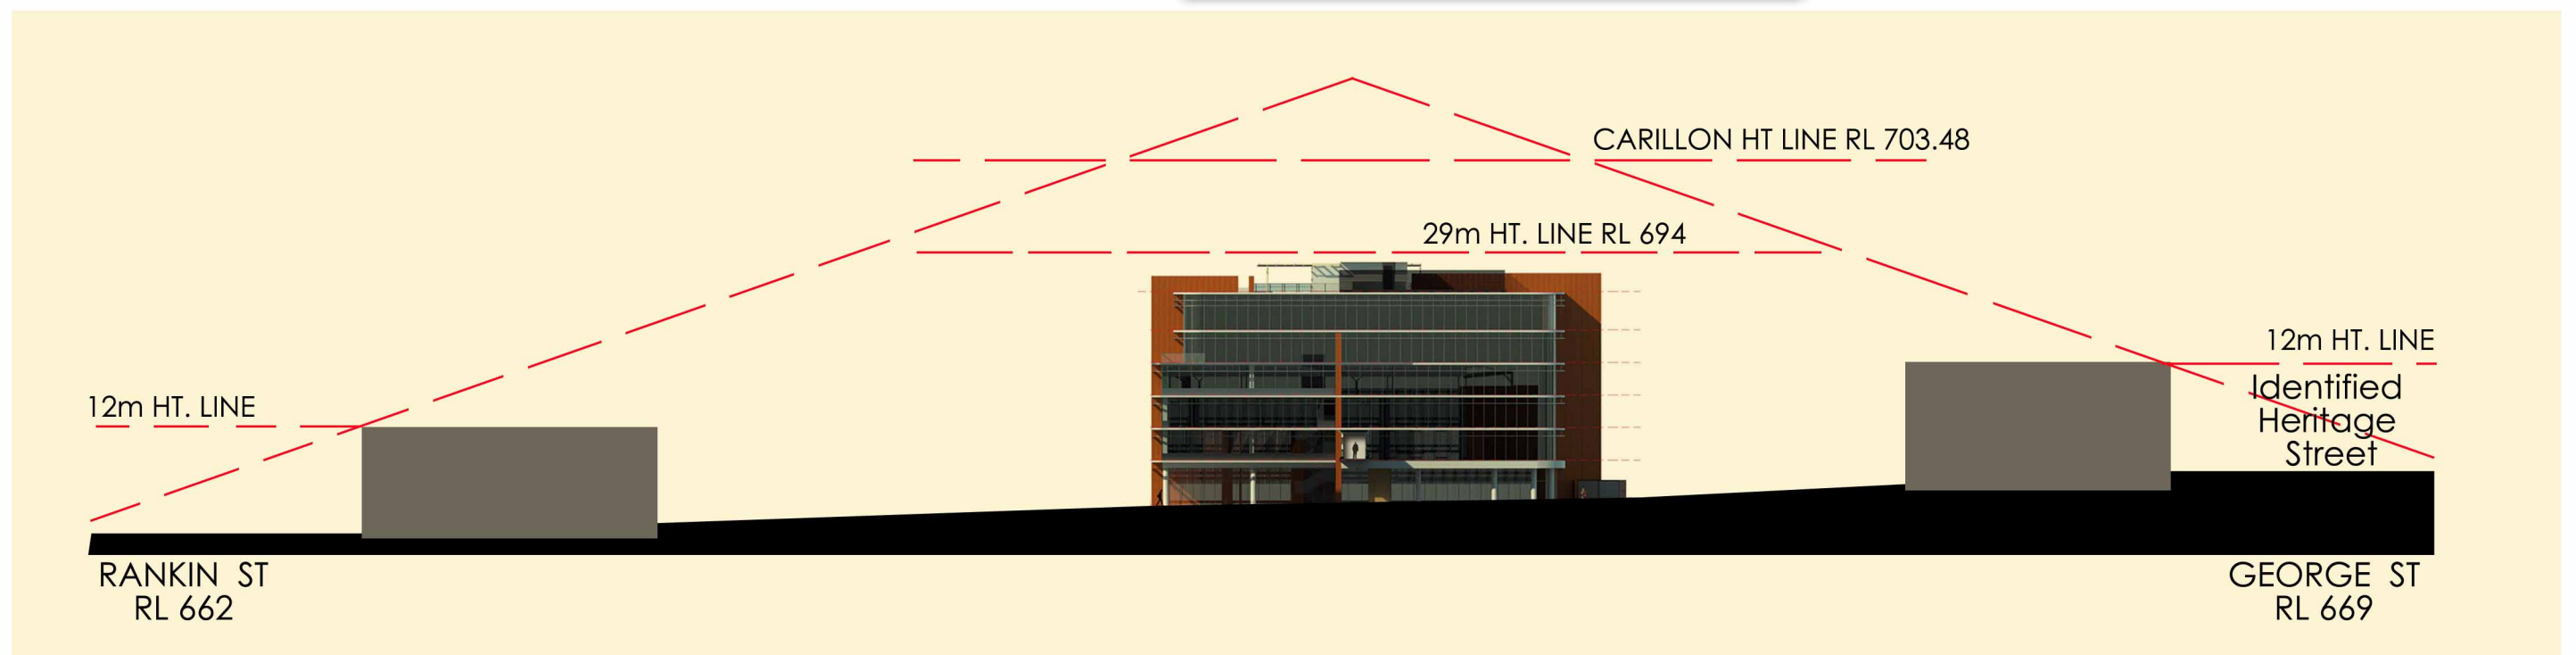 CARILLON HT LINE RL 703.48
29m HT. LINE RL 694
12m HT. LINE
12m HT. LINE
Identified
Heritage
Street
RANKIN ST
RL 662
GEORGE ST
RL 669